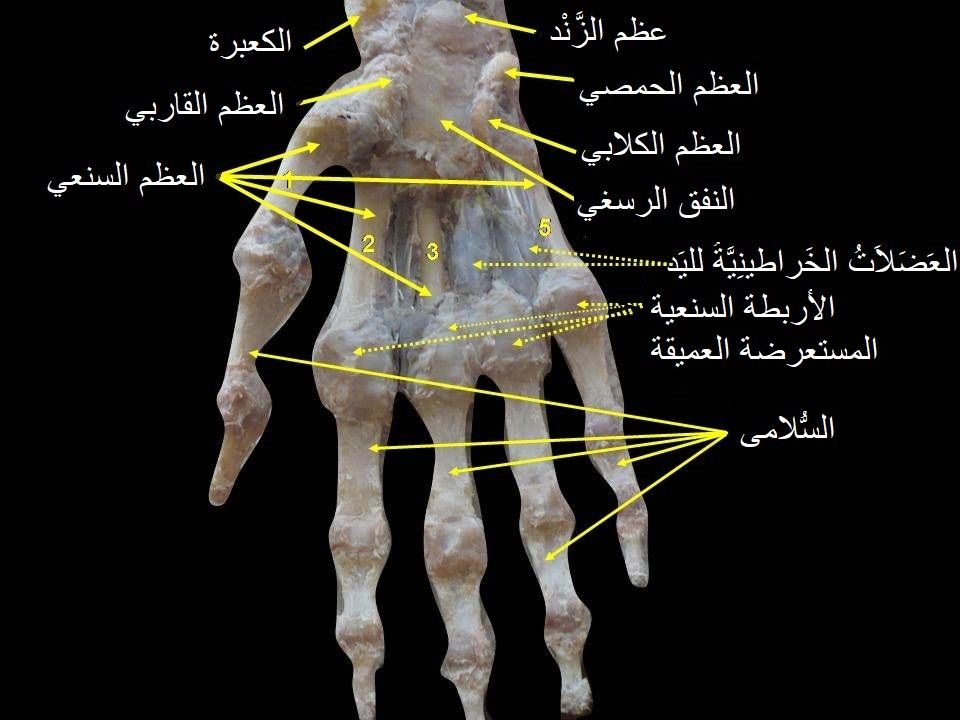 عظم الزَّنْد
الكعبرة
العظم الحمصي
العظم القاربي
العظم الكلابي
العظم السنعي
النفق الرسغي
1
2
3
5
العَضَلاَتُ الخَراطينِيَّةُ لليَد
الأربطة السنعية
المستعرضة العميقة
السُّلامى